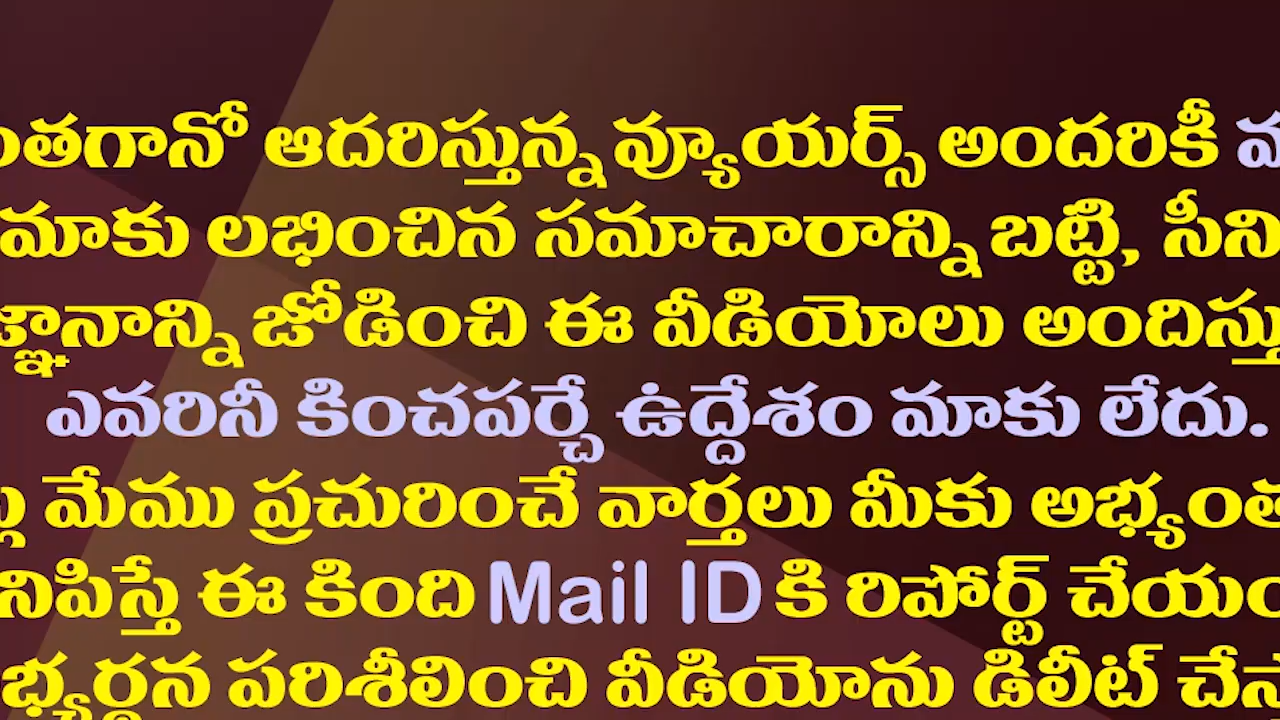 ఆదరిస్తున్న వ్యూయర్స్ అందరికీ
మాకు లభించిన సమాచారాన్ని బట్టి,
జోడించి ఈ వీడియోలు
ఎవరినీ కించపర్చే ఉద్దేశం మాకు లేదు.
మేము ప్రచురించే వార్తలు మీకు
ఈ కింది Mail ID కి రిపోర్ట్
పరిశీలించి వీడియోను డిలీట్